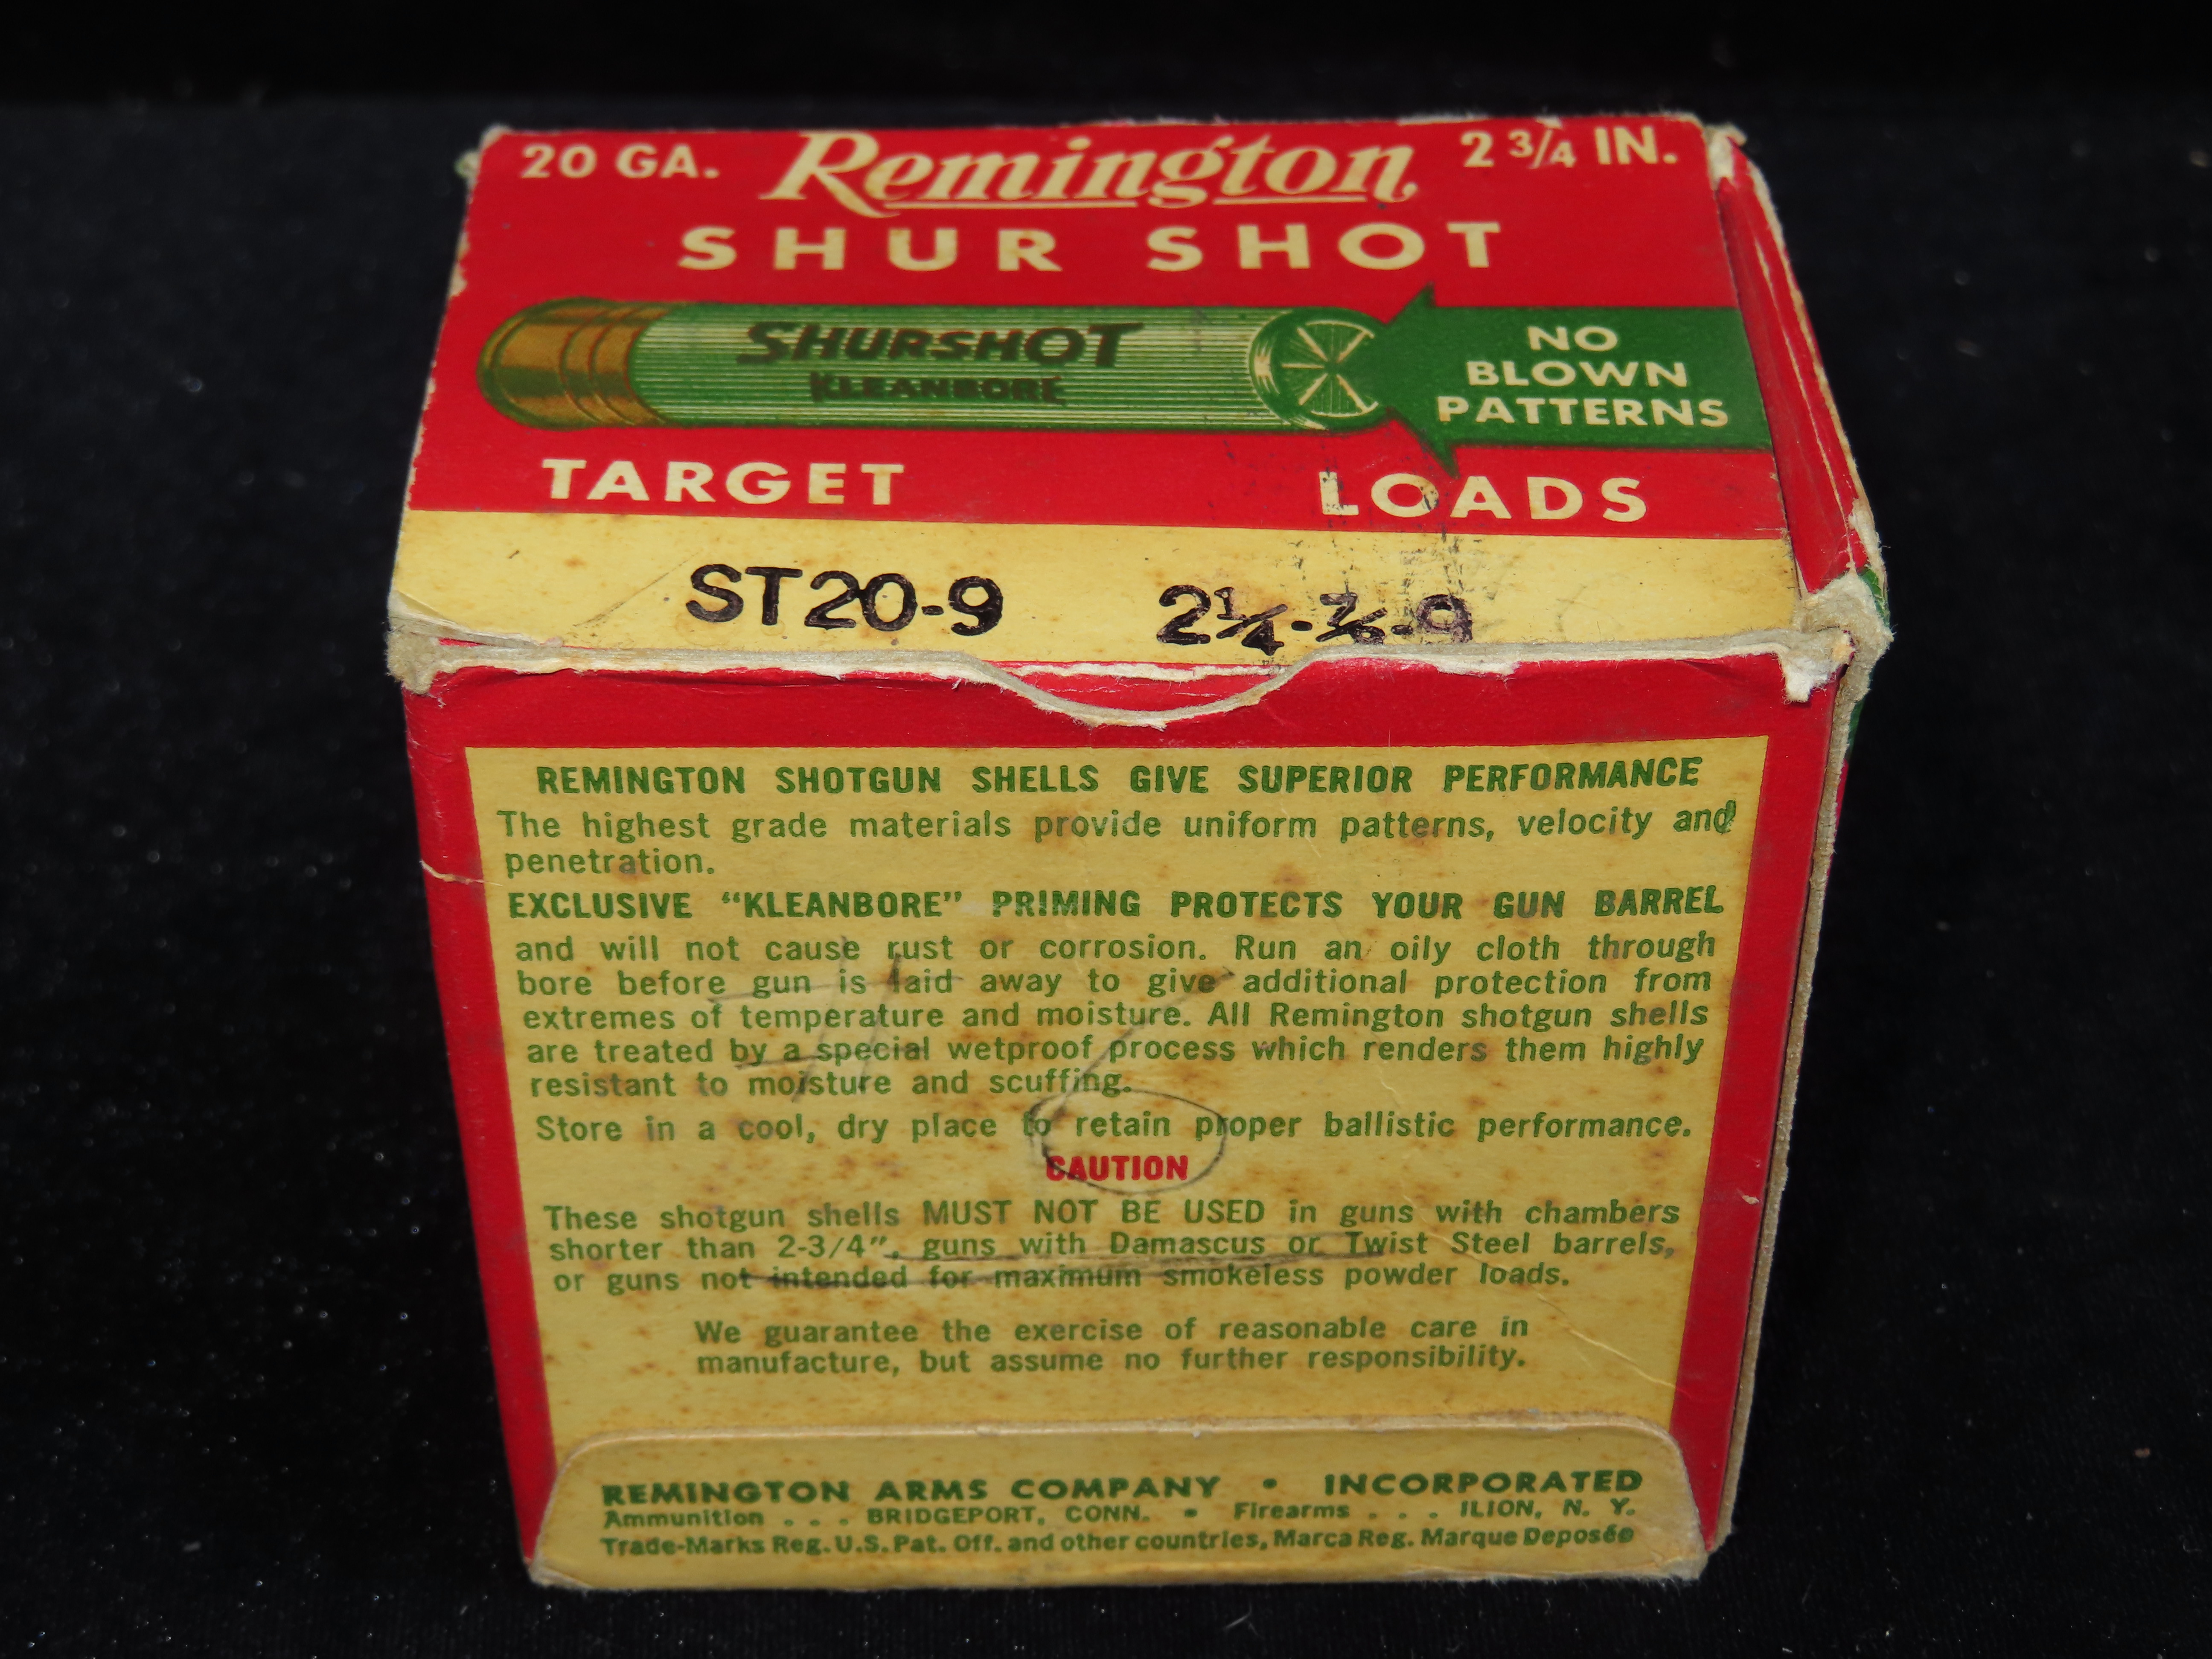 20 GA. Remington 2 3/4 IN.
SHUR SHOT
SHURSHOT
KLEANBORE
NO
BLOWN
PATTERNS
TARGET LOADS
ST20-9 2¼-⅞-9
REMINGTON SHOTGUN SHELLS GIVE SUPERIOR PERFORMANCE
The highest grade materials provide uniform patterns, velocity and
penetration.
EXCLUSIVE “KLEANBORE” PRIMING PROTECTS YOUR GUN BARREL
and will not cause rust or corrosion. Run an oily cloth through
bore before gun is laid away to give additional protection from
extremes of temperature and moisture. All Remington shotgun shells
are treated by a special wetproof process which renders them highly
resistant to moisture and scuffing.
Store in a cool, dry place to retain proper ballistic performance.
CAUTION
These shotgun shells MUST NOT BE USED in guns with chambers
shorter than 2-3/4", guns with Damascus or Twist Steel barrels,
or guns not intended for maximum smokeless powder loads.
We guarantee the exercise of reasonable care in
manufacture, but assume no further responsibility.
REMINGTON ARMS COMPANY • INCORPORATED
Ammunition . . . BRIDGEPORT, CONN. • Firearms . . . ILION, N. Y.
Trade-Marks Reg. U.S. Pat. Off. and other countries, Marca Reg. Marque Deposée